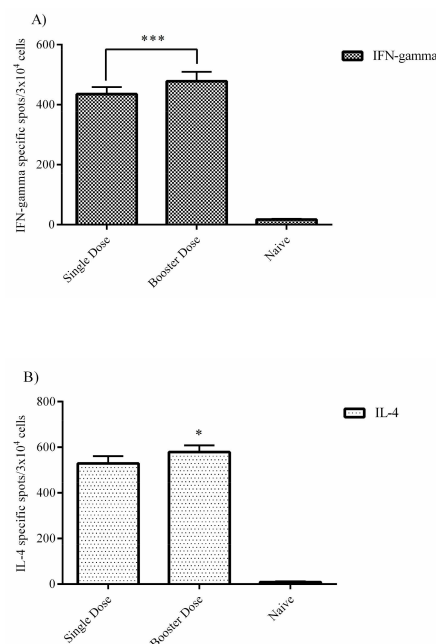 A)
***
IFN-gamma
IFN-gamma specific spots/3x10⁴ cells
600
400
200
0
Single Dose
Booster Dose
Naive
B)
*
IL-4
IL-4 specific spots/3x10⁴ cells
800
600
400
200
0
Single Dose
Booster Dose
Naive